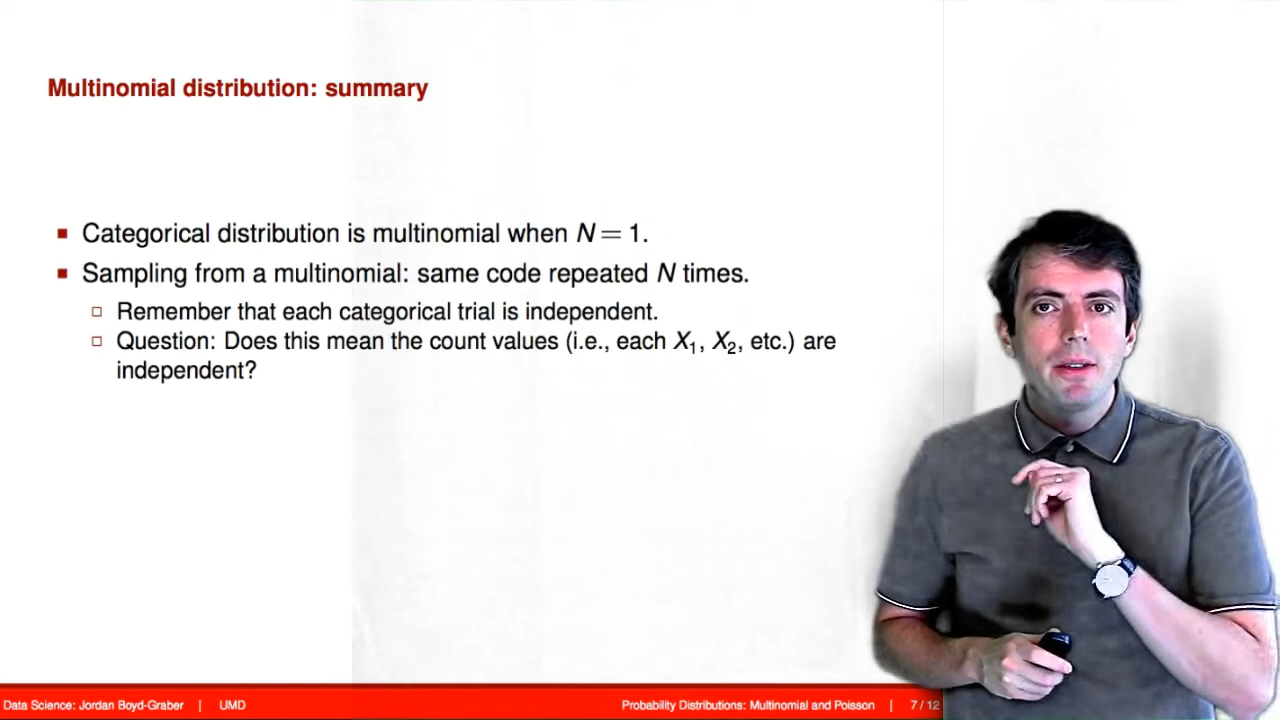 Multinomial distribution: summary
Categorical distribution is multinomial when N = 1.
Sampling from a multinomial: same code repeated N times.
Remember that each categorical trial is independent.
Question: Does this mean the count values (i.e., each X₁, X₂, etc.) are
independent?
Data Science: Jordan Boyd-Graber | UMD Probability Distributions: Multinomial and Poisson | 7 / 12